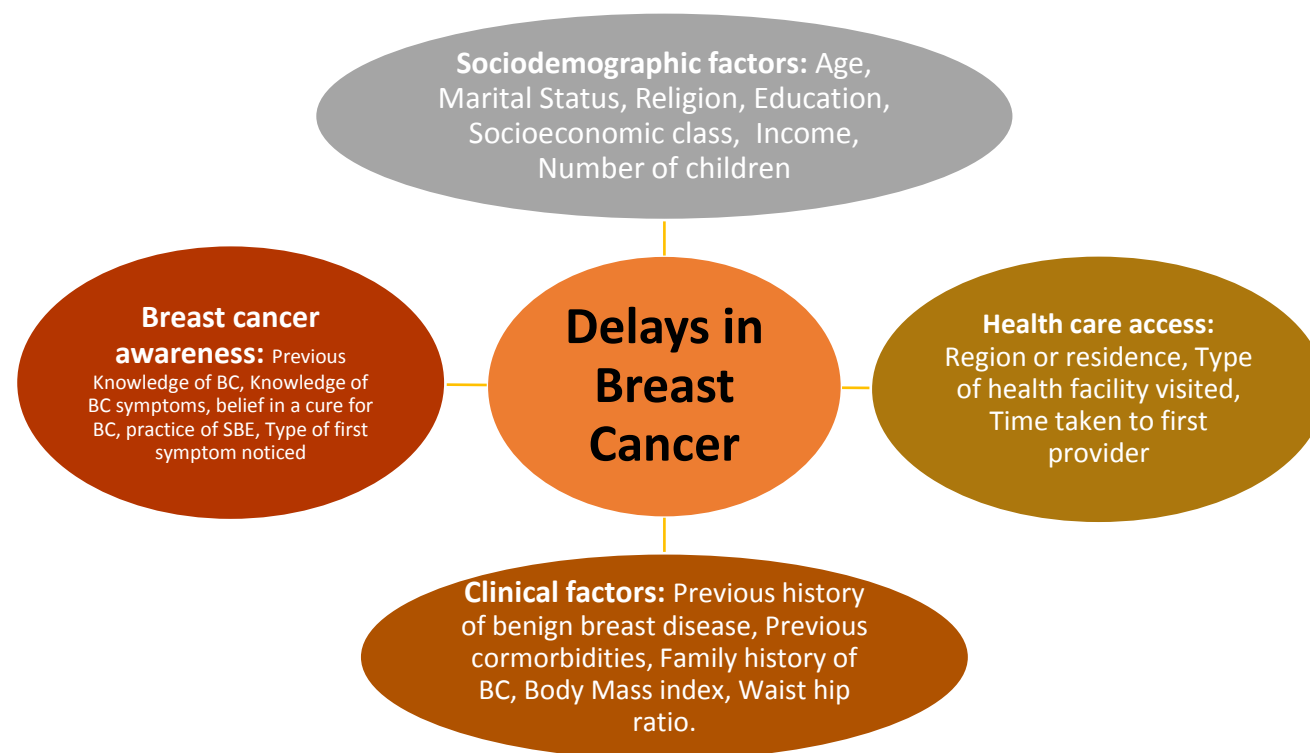 Sociodemographic factors: Age,
Marital Status, Religion, Education,
Socioeconomic class, Income,
Number of children
Breast cancer
awareness: Previous
Knowledge of BC, Knowledge of
BC symptoms, belief in a cure for
BC, practice of SBE, Type of first
symptom noticed
Delays in
Breast
Cancer
Health care access:
Region or residence, Type
of health facility visited,
Time taken to first
provider
Clinical factors: Previous history
of benign breast disease, Previous
cormorbidities, Family history of
BC, Body Mass index, Waist hip
ratio.